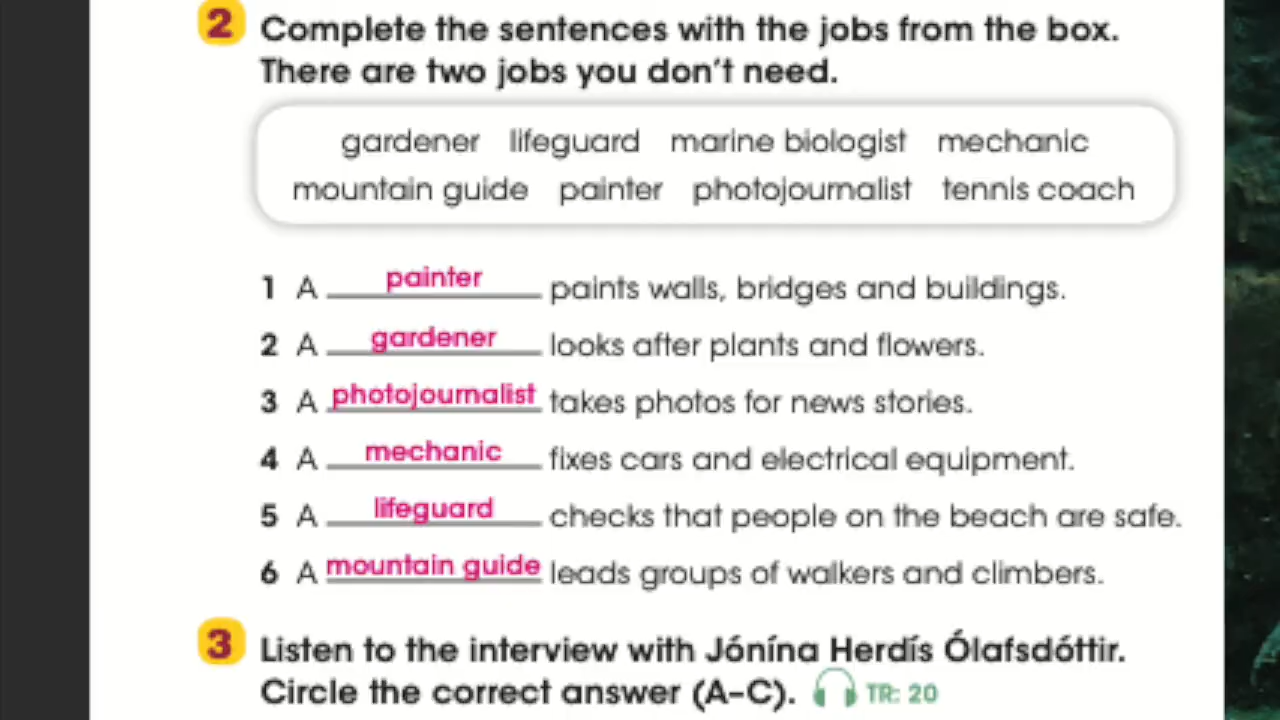 2 Complete the sentences with the jobs from the box.
There are two jobs you don't need.
gardener lifeguard marine biologist mechanic
mountain guide painter photojournalist tennis coach
1 A painter paints walls, bridges and buildings.
2 A gardener looks after plants and flowers.
3 A photojournalist takes photos for news stories.
4 A mechanic fixes cars and electrical equipment.
5 A lifeguard checks that people on the beach are safe.
6 A mountain guide leads groups of walkers and climbers.
3 Listen to the interview with Jónína Herdís Ólafsdóttir.
Circle the correct answer (A–C). TR: 20